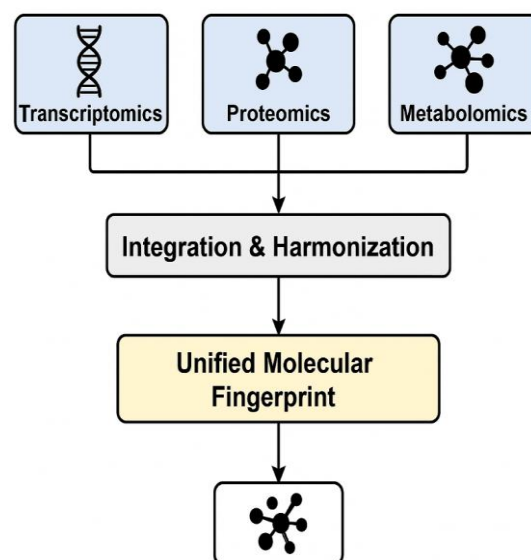 Transcriptomics
Proteomics
Metabolomics
Integration & Harmonization
Unified Molecular
Fingerprint